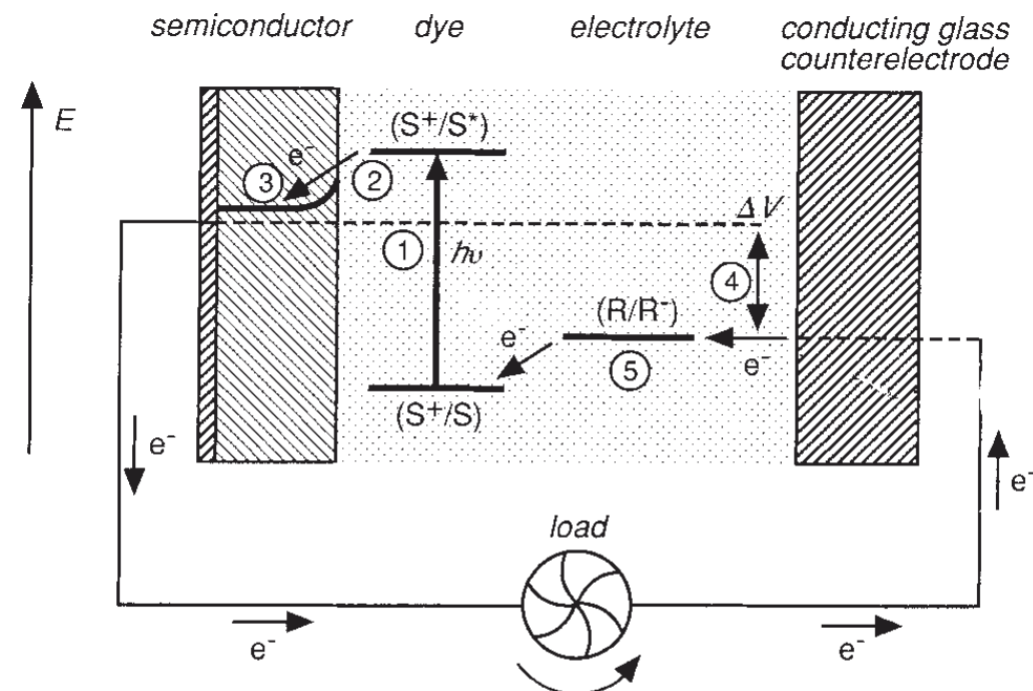 semiconductor dye electrolyte conducting glass
counterelectrode
E
(S⁺/S*)
e⁻
③ ②
ΔV
① hν
④
(R/R⁻)
e⁻
e⁻
⑤
(S⁺/S)
e⁻
e⁻
load
e⁻
e⁻